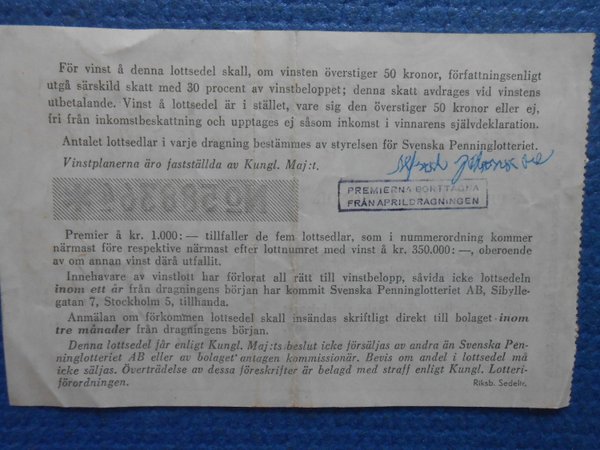 För vinst å denna lottsedel skall, om vinsten överstiger 50 kronor, författningsenligt
utgå särskild skatt med 30 procent av vinstbeloppet; denna skatt avdrages vid vinstens
utbetalande. Vinst å lottsedel är i stället, vare sig den överstiger 50 kronor eller ej,
fri från inkomstbeskattning och upptages ej såsom inkomst i vinnarens självdeklaration.
Antalet lottsedlar i varje dragning bestämmes av styrelsen för Svenska Penninglotteriet.
Vinstplanerna äro fastställda av Kungl. Maj:t.
PREMIERNA BORTTAGNA
FRÅN APRILDRAGNINGEN
Premier å kr. 1.000:— tillfaller de fem lottsedlar, som i nummerordning kommer
närmast före respektive närmast efter lottnumret med vinst å kr. 350.000:—, oberoende
av om annan vinst därå utfallit.
Innehavare av vinstlott har förlorat all rätt till vinstbelopp, såvida icke lottsedeln
inom ett år från dragningens början har kommit Svenska Penninglotteriet AB, Sibylle-
gatan 7, Stockholm 5, tillhanda.
Anmälan om förkommen lottsedel skall insändas skriftligt direkt till bolaget inom
tre månader från dragningens början.
Denna lottsedel får enligt Kungl. Maj:ts beslut icke försäljas av andra än Svenska Pen-
ninglotteriet AB eller av bolaget antagen kommissionär. Bevis om andel i lottsedel må
icke säljas. Överträdelse av dessa föreskrifter är belagd med straff enligt Kungl. Lotteri-
förordningen.
Riksb. Sedeltr.